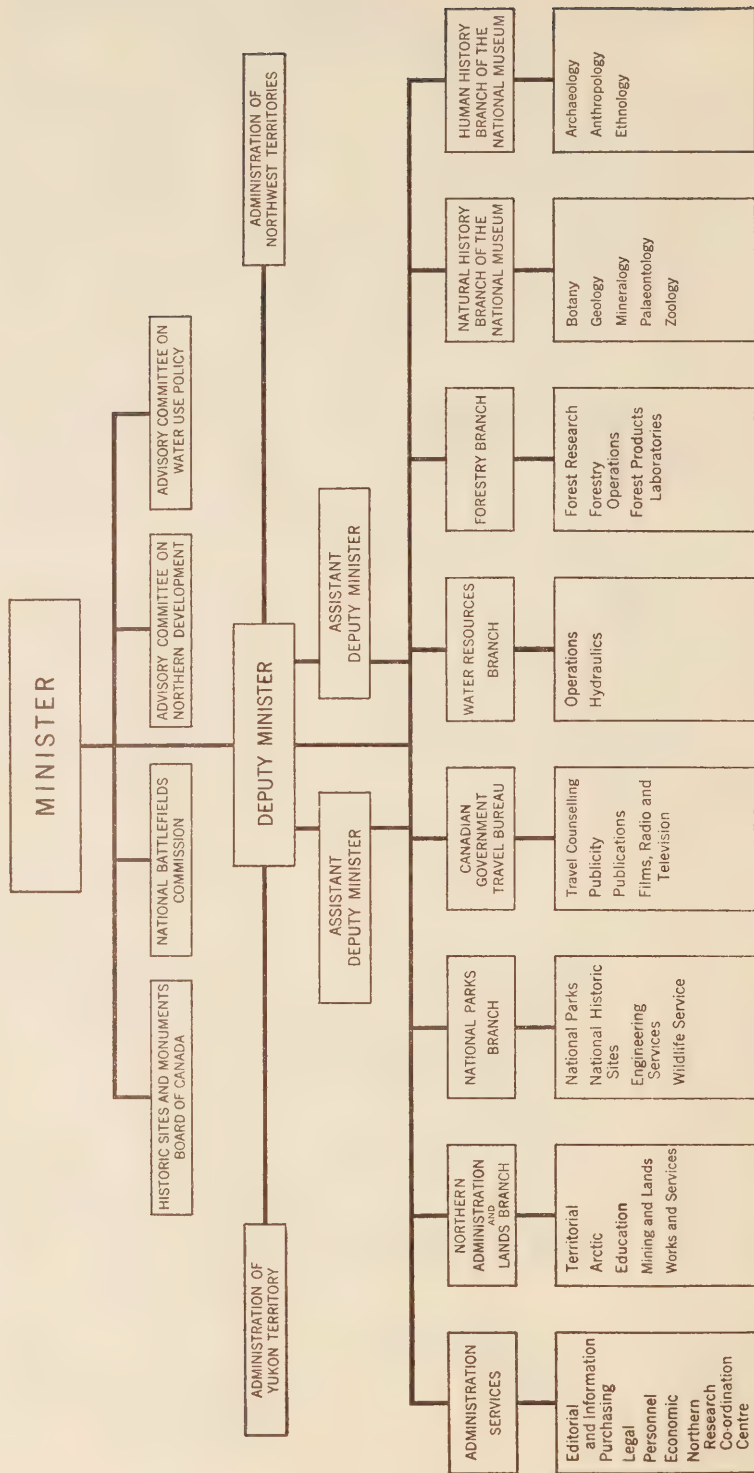 MINISTER
HISTORIC SITES AND MONUMENTS
BOARD OF CANADA
NATIONAL BATTLEFIELDS
COMMISSION
ADVISORY COMMITTEE ON
NORTHERN DEVELOPMENT
ADVISORY COMMITTEE ON
WATER USE POLICY
ADMINISTRATION OF
YUKON TERRITORY
DEPUTY MINISTER
ADMINISTRATION OF
NORTHWEST TERRITORIES
ASSISTANT
DEPUTY MINISTER
ASSISTANT
DEPUTY MINISTER
ADMINISTRATION
SERVICES
Editorial
and Information
Purchasing
Legal
Personnel
Economic
Northern
Research
Co-ordination
Centre
NORTHERN
ADMINISTRATION
AND
LANDS BRANCH
Territorial
Arctic
Education
Mining and Lands
Works and Services
NATIONAL PARKS
BRANCH
National Parks
National Historic
Sites
Engineering
Services
Wildlife Service
CANADIAN
GOVERNMENT
TRAVEL BUREAU
Travel Counselling
Publicity
Publications
Films, Radio and
Television
WATER RESOURCES
BRANCH
Operations
Hydraulics
FORESTRY BRANCH
Forest Research
Forestry
Operations
Forest Products
Laboratories
NATURAL HISTORY
BRANCH OF THE
NATIONAL MUSEUM
Botany
Geology
Mineralogy
Palaeontology
Zoology
HUMAN HISTORY
BRANCH OF THE
NATIONAL MUSEUM
Archaeology
Anthropology
Ethnology